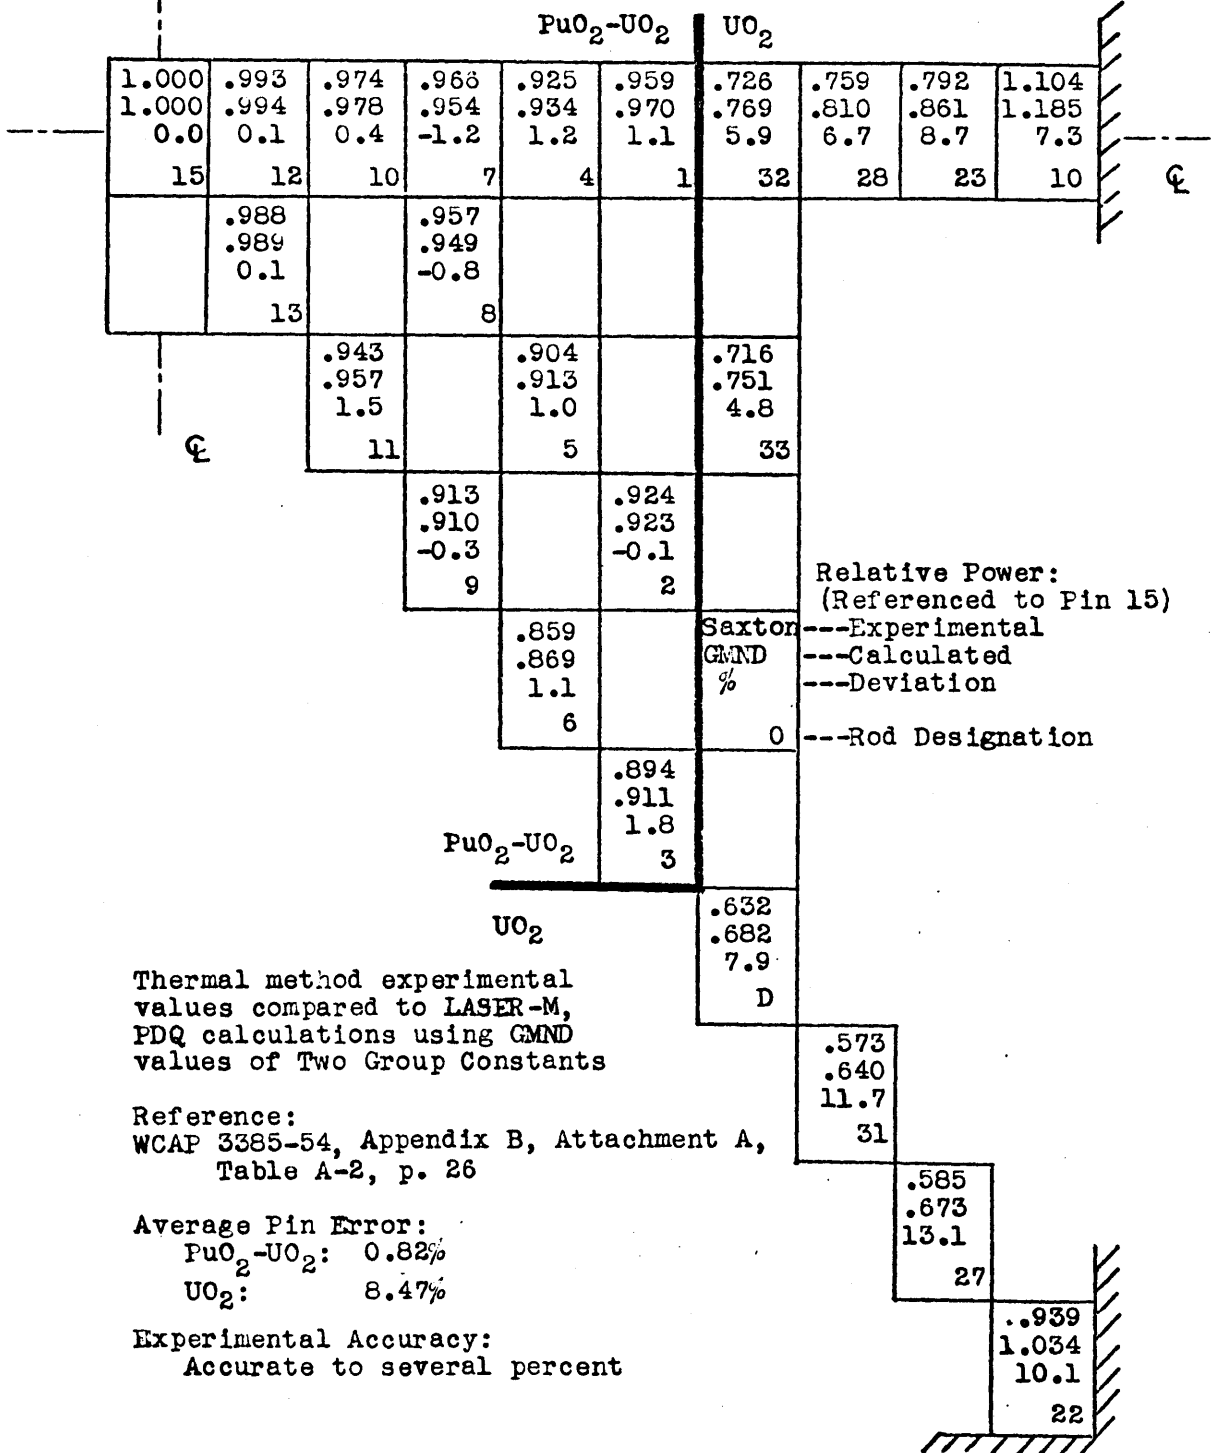 PuO2-UO2 UO2
1.000 .993 .974 .966 .925 .959 .726 .759 .792 1.104
1.000 .994 .978 .954 .934 .970 .769 .810 .861 1.185
0.0 0.1 0.4 -1.2 1.2 1.1 5.9 6.7 8.7 7.3
15 12 10 7 4 1 32 28 23 10
℄
.988 .957
.989 .949
0.1 -0.8
13 8
.943 .904 .716
.957 .913 .751
1.5 1.0 4.8
℄ 11 5 33
.913 .924
.910 .923
-0.3 -0.1
9 2
Relative Power:
(Referenced to Pin 15)
.859 Saxton ---Experimental
.869 GMND ---Calculated
1.1 % ---Deviation
6 0 ---Rod Designation
.894
.911
1.8
PuO2-UO2 3
UO2
.632
.682
7.9
D
Thermal method experimental
values compared to LASER-M,
PDQ calculations using GMND
values of Two Group Constants
.573
.640
11.7
31
Reference:
WCAP 3385-54, Appendix B, Attachment A,
Table A-2, p. 26
.585
.673
13.1
27
Average Pin Error:
PuO2-UO2: 0.82%
UO2: 8.47%
.939
1.034
10.1
22
Experimental Accuracy:
Accurate to several percent